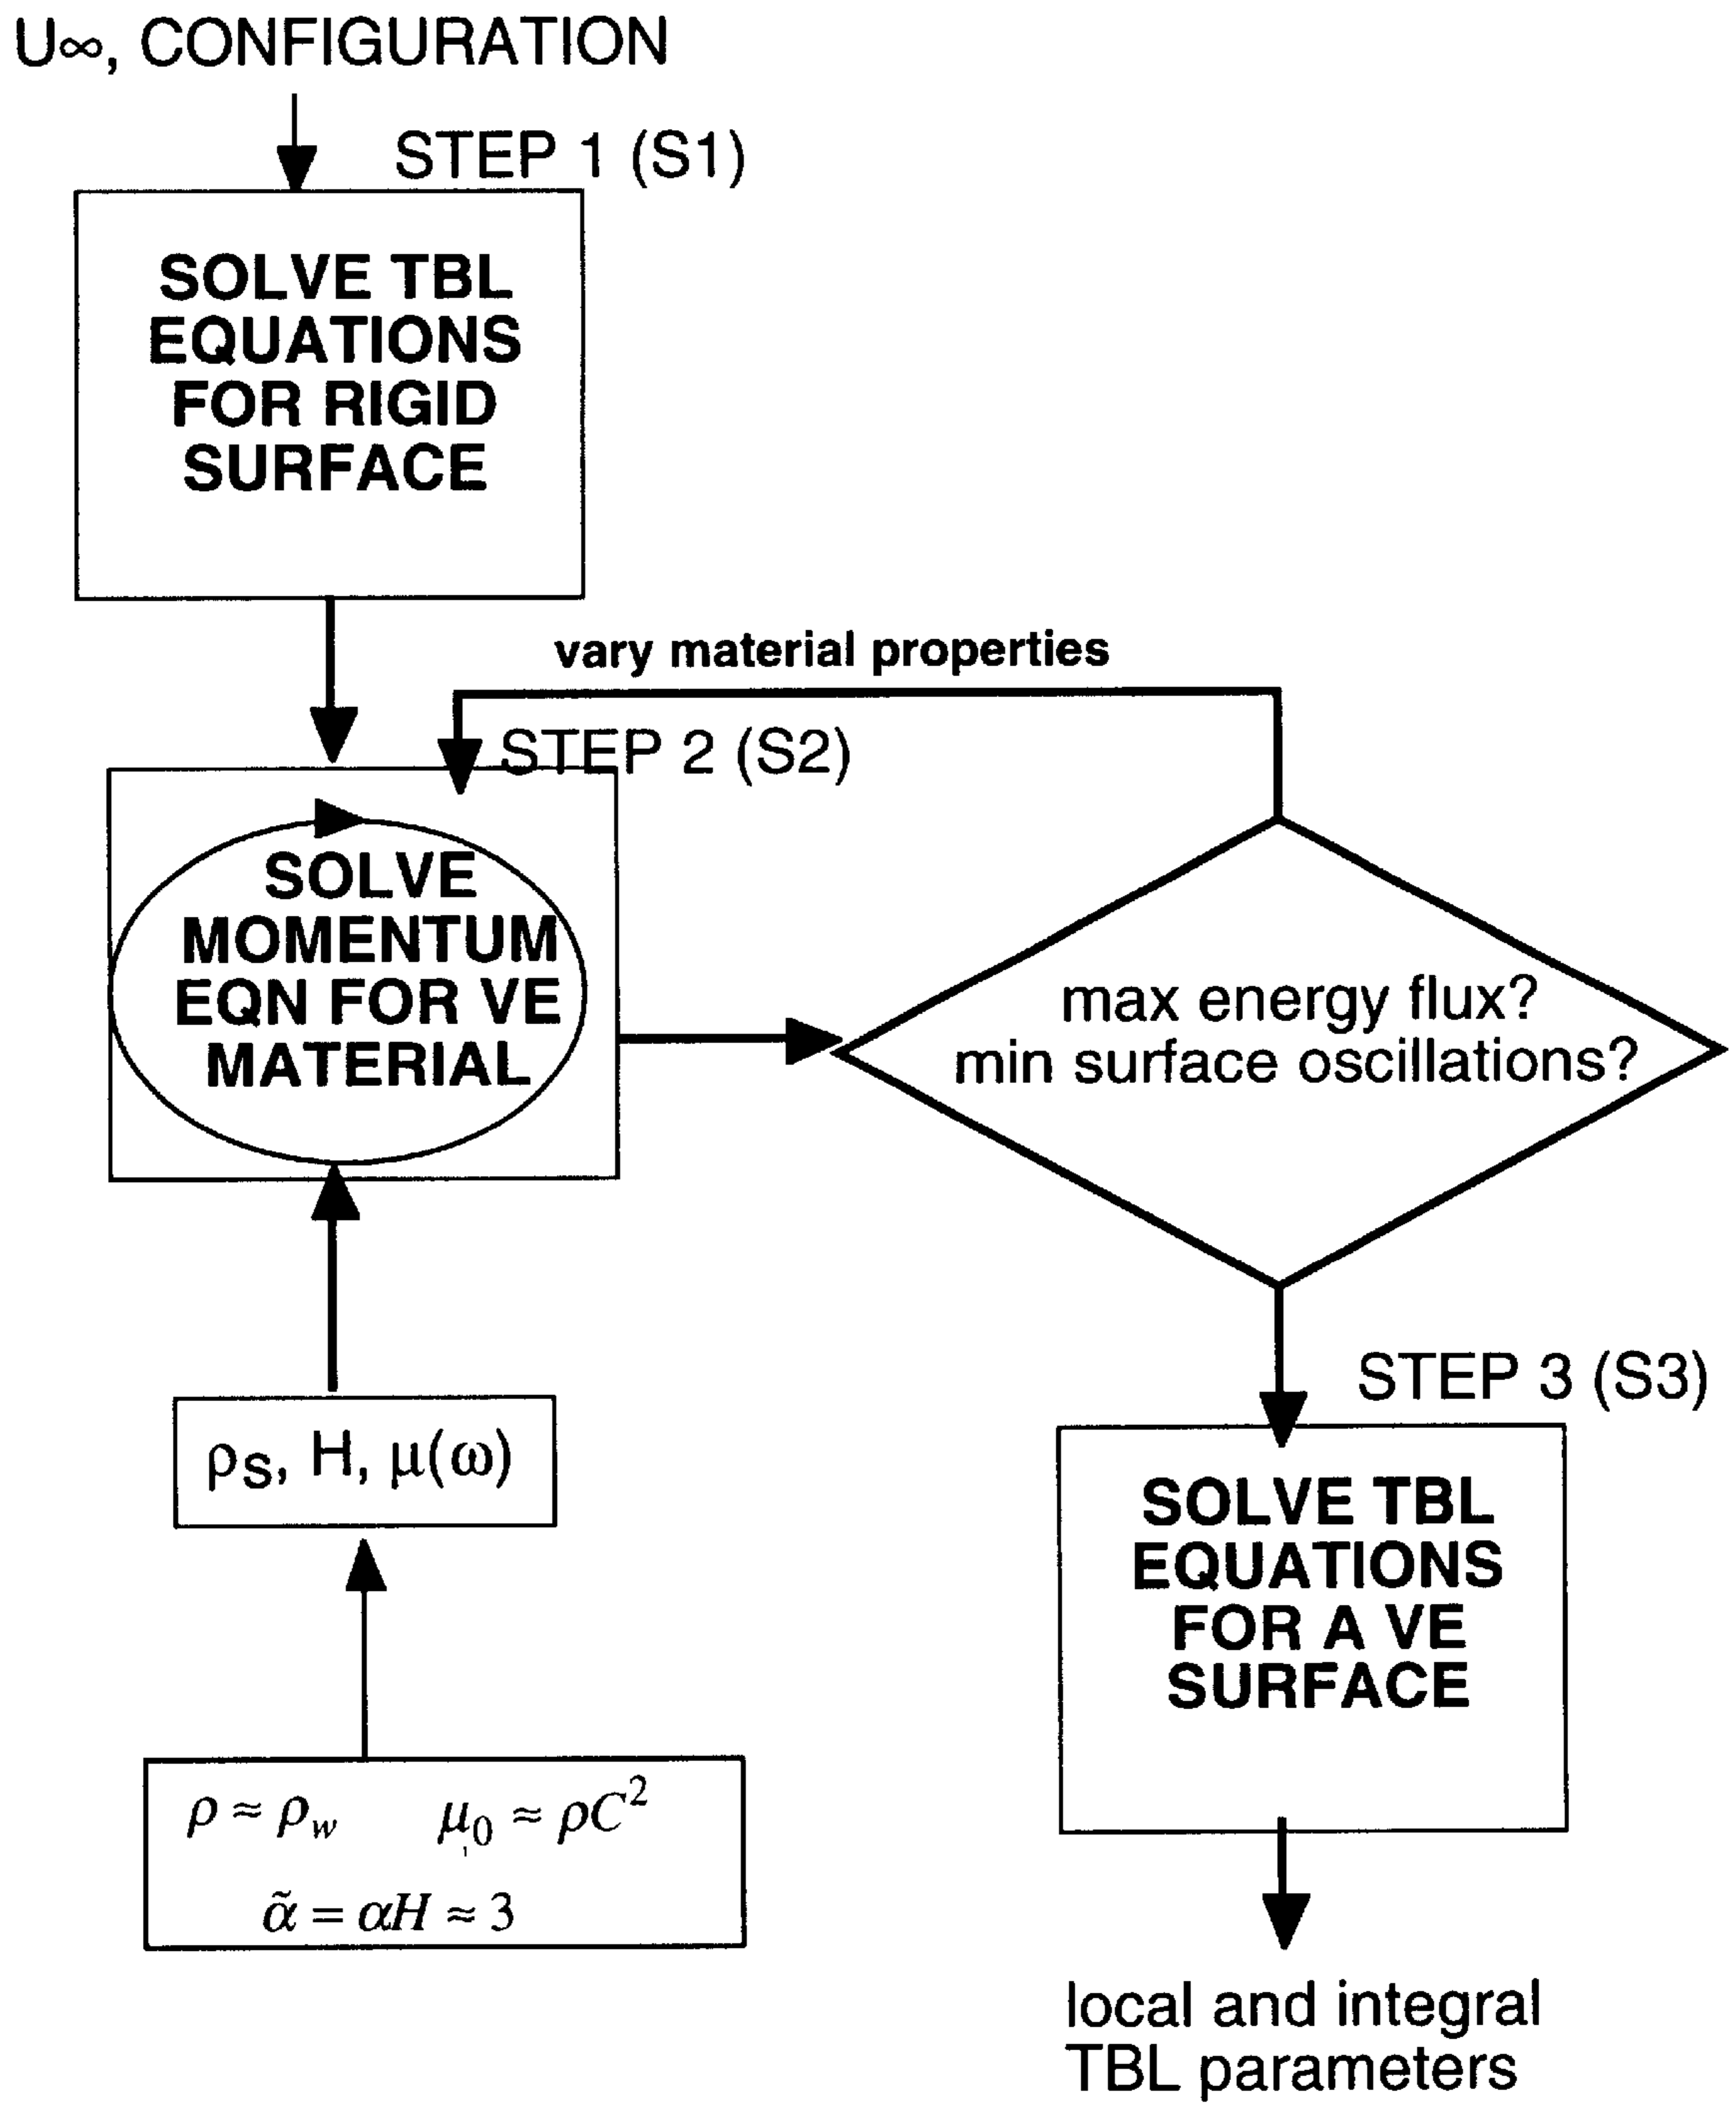 U∞, CONFIGURATION
STEP 1 (S1)
SOLVE TBL
EQUATIONS
FOR RIGID
SURFACE
vary material properties
STEP 2 (S2)
SOLVE
MOMENTUM
EQN FOR VE
MATERIAL
max energy flux?
min surface oscillations?
ρS, H, μ(ω)
STEP 3 (S3)
SOLVE TBL
EQUATIONS
FOR A VE
SURFACE
ρ ≈ ρw μ0 ≈ ρC²
α̃ = αH ≈ 3
local and integral
TBL parameters